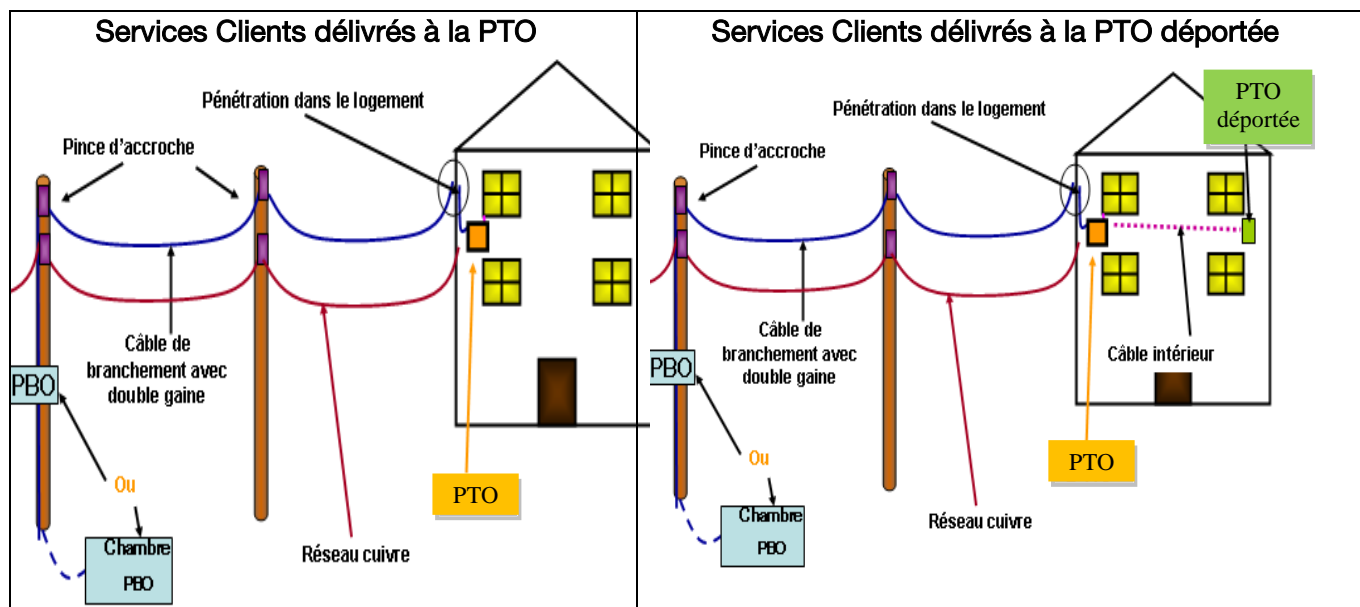 Services Clients délivrés à la PTO
Pénétration dans le logement
Pince d'accroche
Câble de
branchement avec
double gaine
PBO
Ou
PTO
Chambre
PBO
Réseau cuivre
Services Clients délivrés à la PTO déportée
PTO
déportée
Pénétration dans le logement
Pince d'accroche
Câble de
branchement avec
double gaine
Câble intérieur
PBO
Ou
PTO
Chambre
PBO
Réseau cuivre